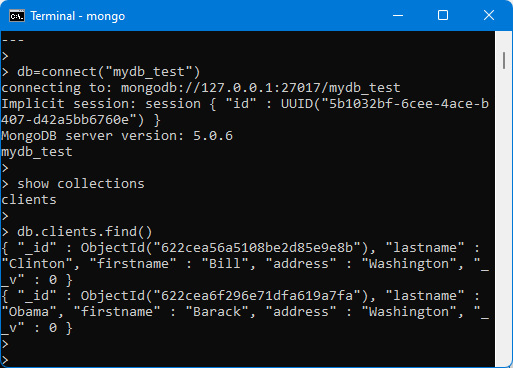 Terminal - mongo
---
>
> db=connect("mydb_test")
connecting to: mongodb://127.0.0.1:27017/mydb_test
Implicit session: session { "id" : UUID("5b1032bf-6cee-4ace-b
407-d42a5bb6760e") }
MongoDB server version: 5.0.6
mydb_test
>
> show collections
clients
>
> db.clients.find()
{ "_id" : ObjectId("622cea56a5108be2d85e9e8b"), "lastname" :
"Clinton", "firstname" : "Bill", "address" : "Washington", "_
_v" : 0 }
{ "_id" : ObjectId("622cea6f296e71dfa619a7fa"), "lastname" :
"Obama", "firstname" : "Barack", "address" : "Washington", "_
_v" : 0 }
>
>